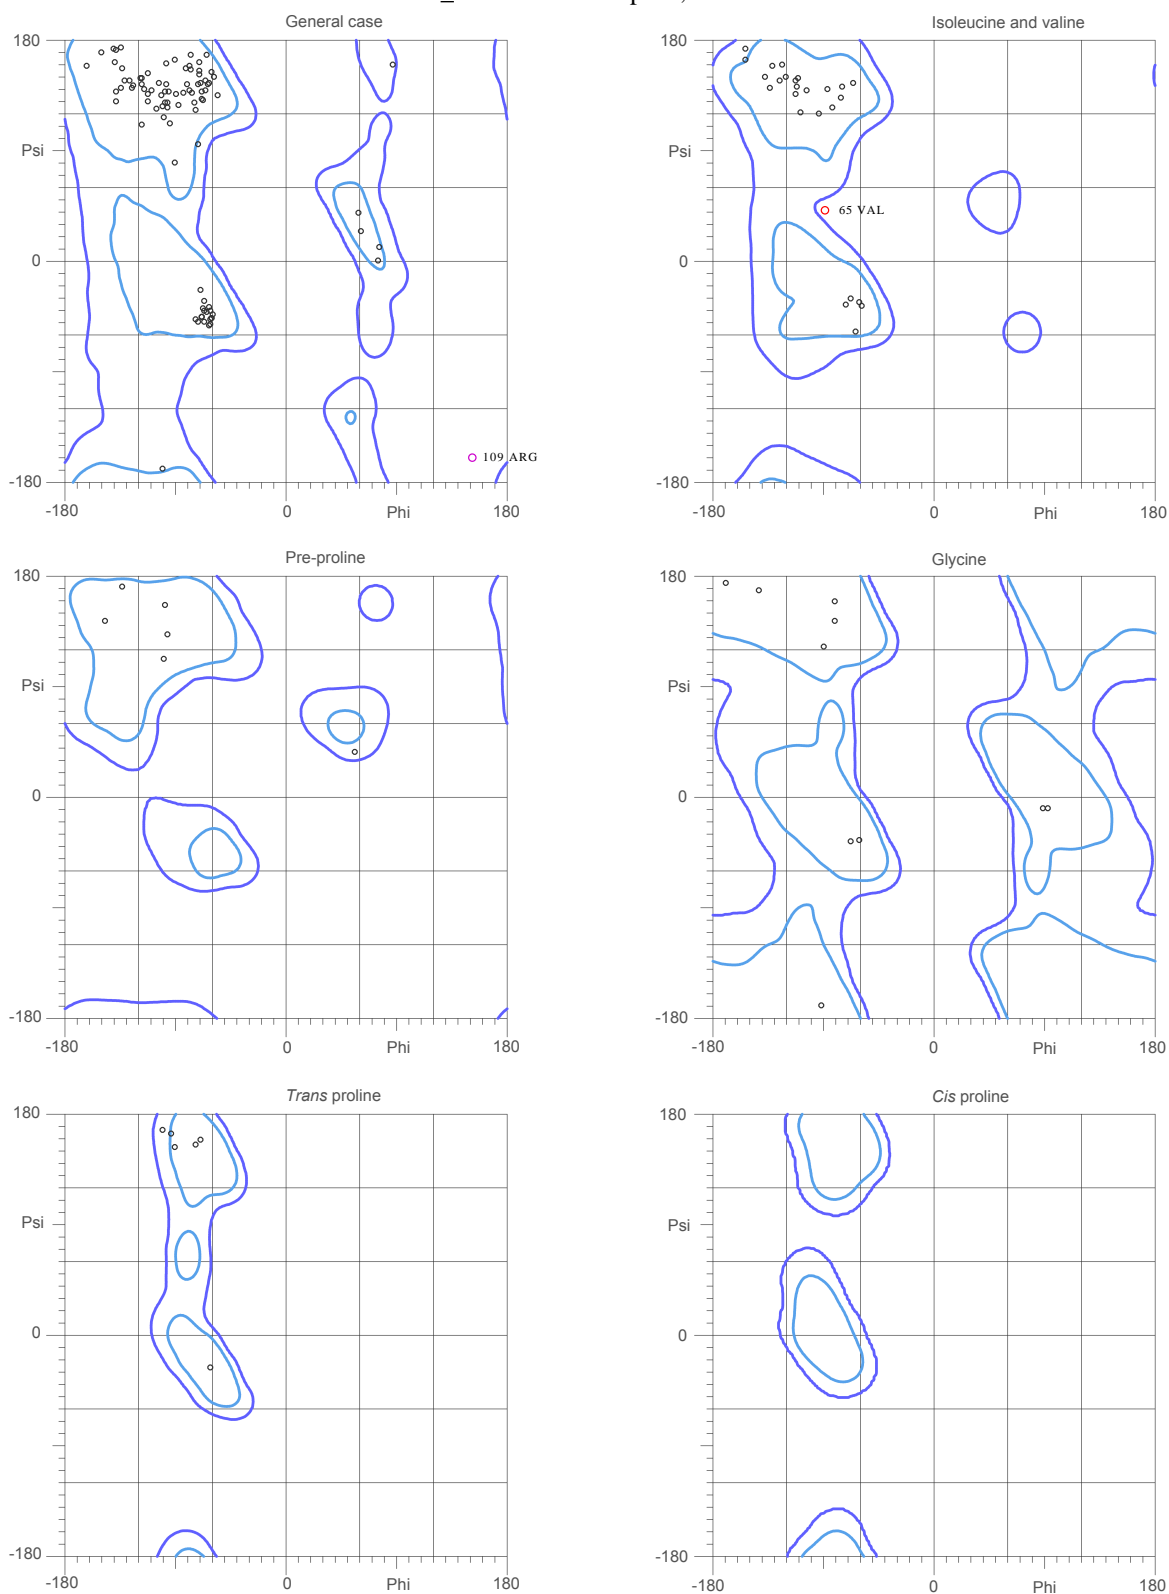 General case
Isoleucine and valine
180
180
Psi
Psi
65 VAL
0
0
109 ARG
-180
-180
-180
0
Phi
180
-180
0
Phi
180
Pre-proline
Glycine
180
180
Psi
Psi
0
0
-180
-180
-180
0
Phi
180
-180
0
Phi
180
Trans proline
Cis proline
180
180
Psi
Psi
0
0
-180
-180
-180
0
Phi
180
-180
0
Phi
180